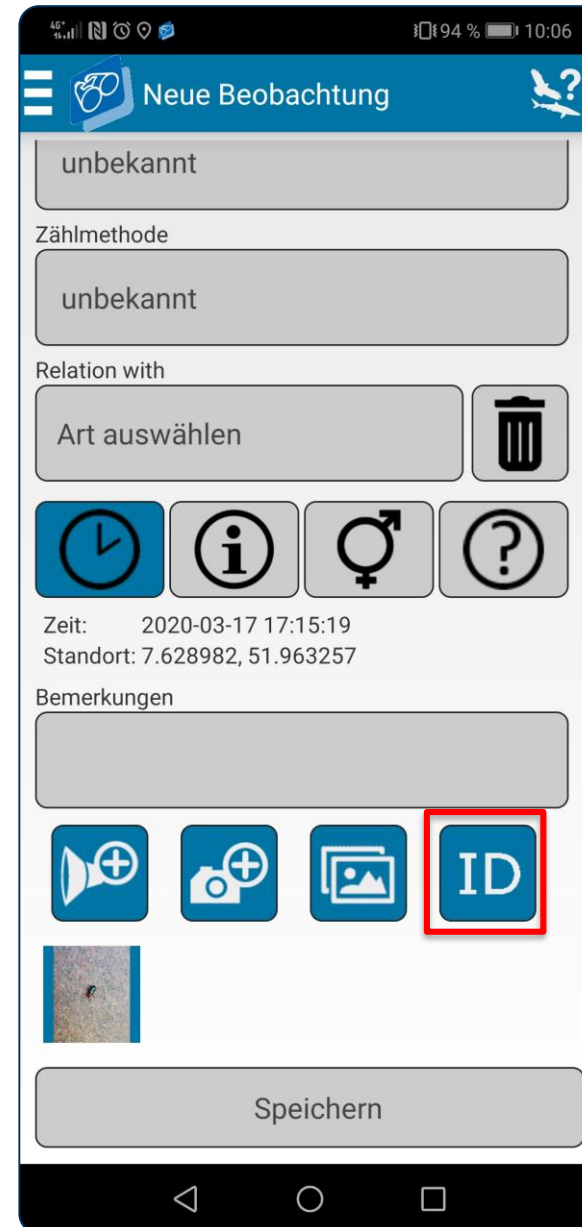 94 % 10:06
Neue Beobachtung
unbekannt
Zählmethode
unbekannt
Relation with
Art auswählen
Zeit: 2020-03-17 17:15:19
Standort: 7.628982, 51.963257
Bemerkungen
ID
Speichern